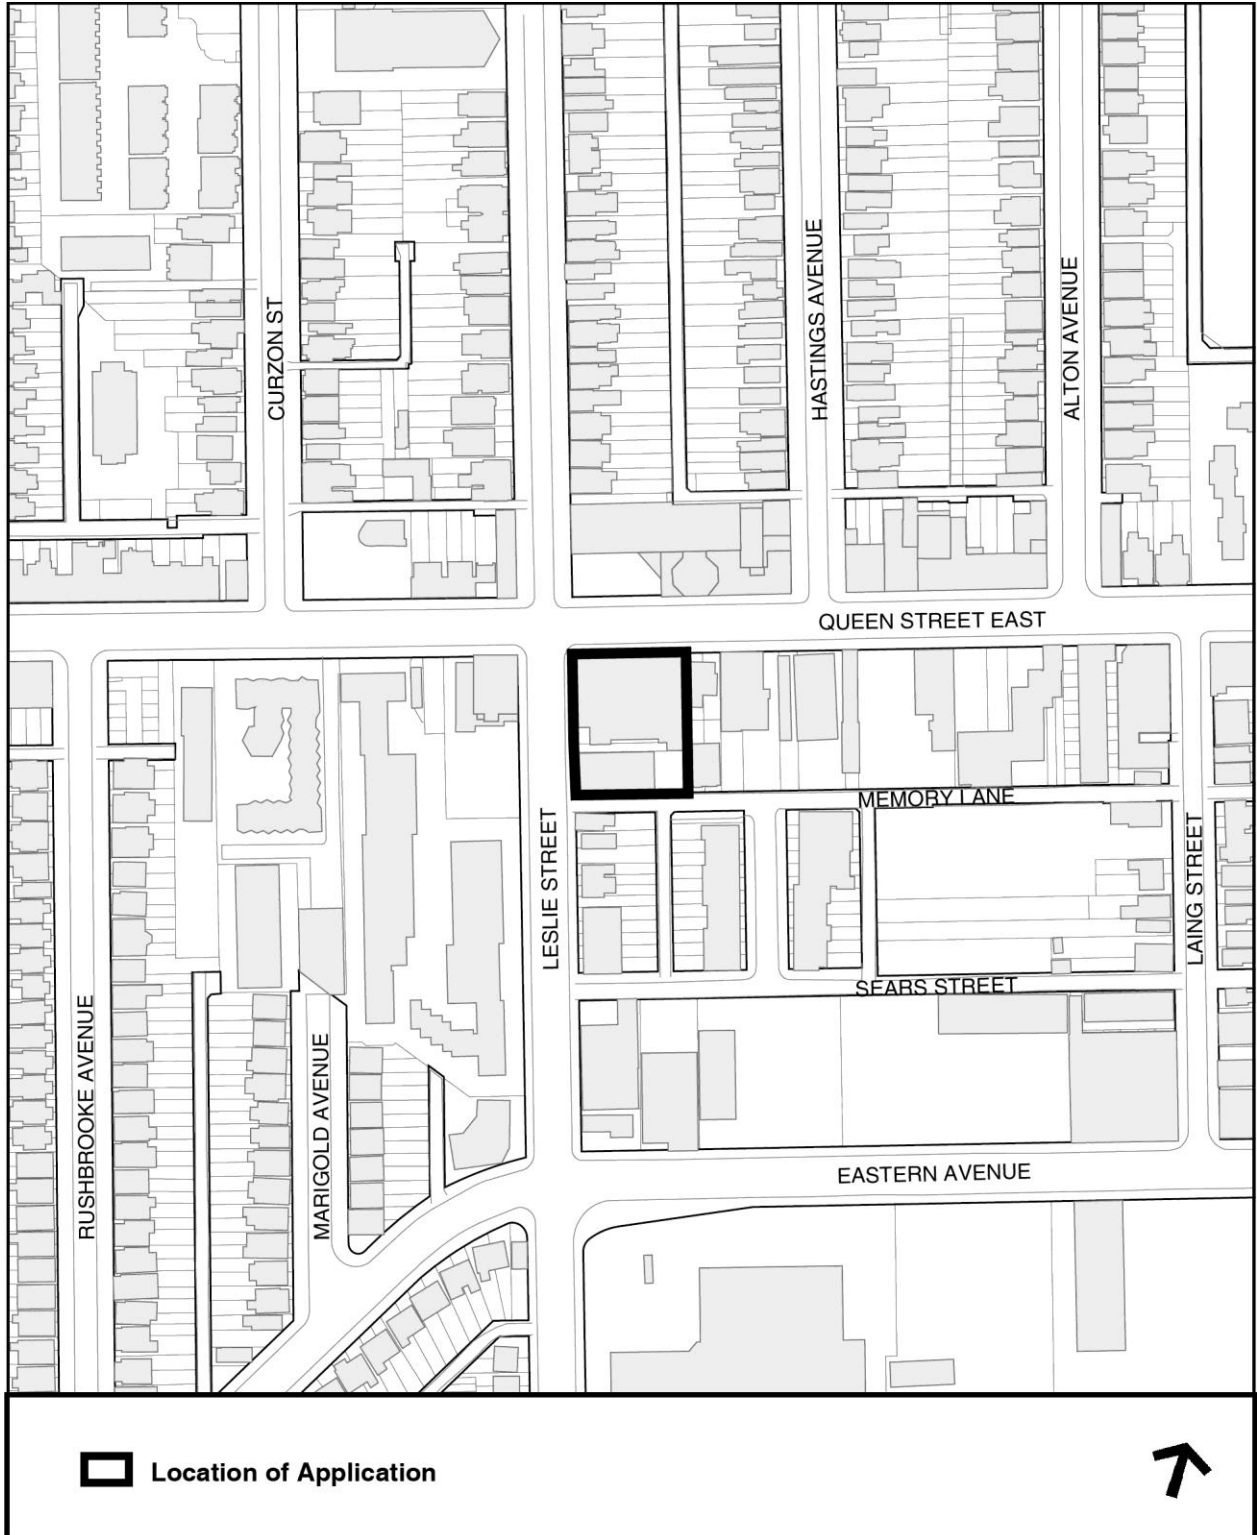 CURZON ST
HASTINGS AVENUE
ALTON AVENUE
QUEEN STREET EAST
MEMORY LANE
LESLIE STREET
LAING STREET
SEARS STREET
RUSHBROOKE AVENUE
MARIGOLD AVENUE
EASTERN AVENUE
Location of Application